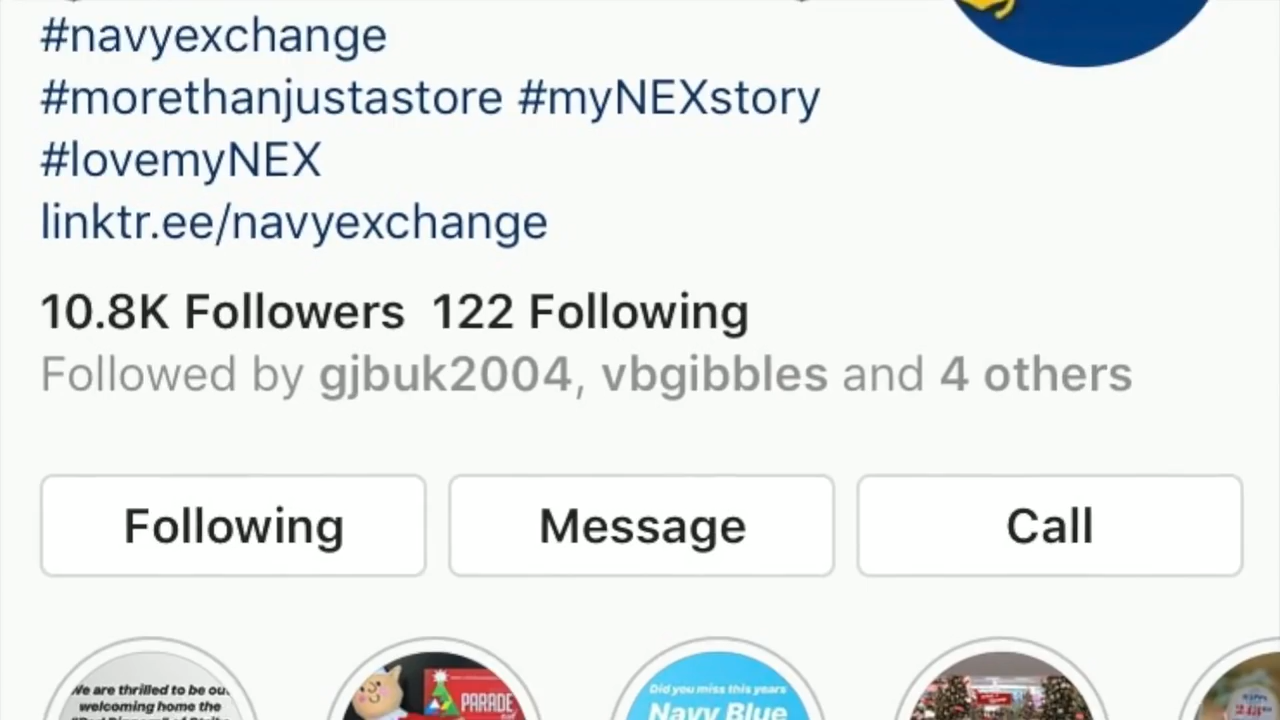 #navyexchange
#morethanjustastore #myNEXstory
#lovemyNEX
linktr.ee/navyexchange
10.8K Followers 122 Following
Followed by gjbuk2004, vbgibbles and 4 others
Following Message Call
We are thrilled to be out
welcoming home the
PARADE
Did you miss this years
Navy Blue